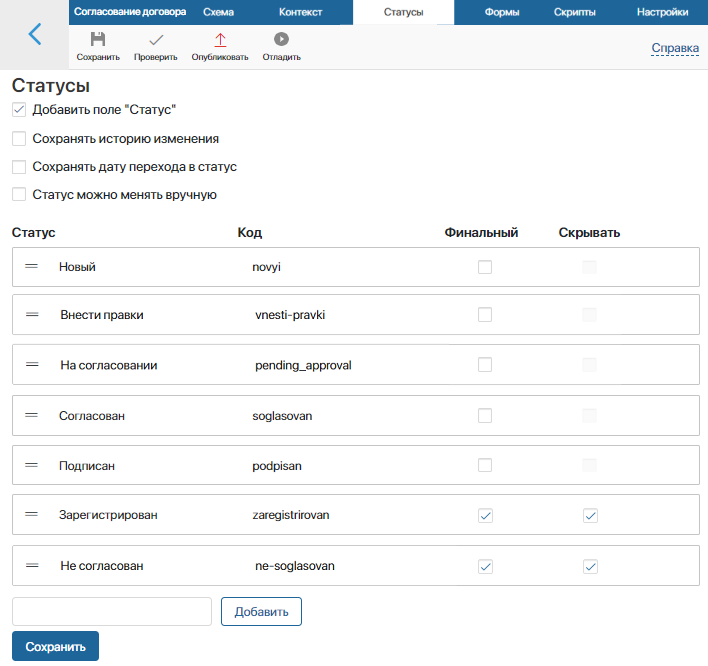 Согласование договора Схема Контекст Статусы Формы Скрипты Настройки
Сохранить Проверить Опубликовать Отладить Справка
Статусы
Добавить поле "Статус"
Сохранять историю изменения
Сохранять дату перехода в статус
Статус можно менять вручную
Статус Код Финальный Скрывать
Новый novyi
Внести правки vnesti-pravki
На согласовании pending_approval
Согласован soglasovan
Подписан podpisan
Зарегистрирован zaregistrirovan
Не согласован ne-soglasovan
Добавить
Сохранить